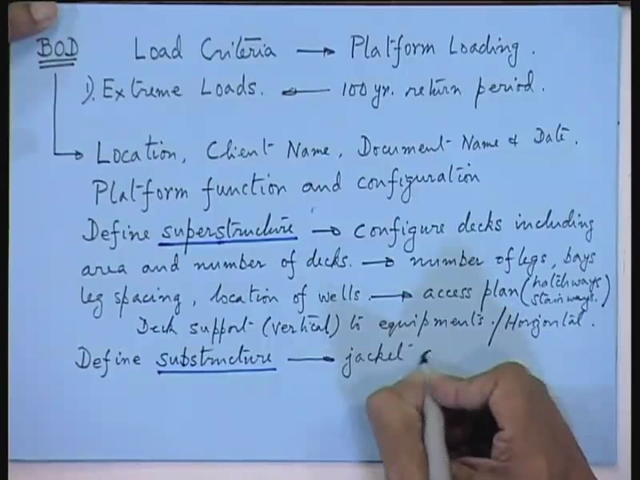 BOD Load Criteria → Platform Loading.
1). Extreme Loads. ← 100 yr. return period.
→ Location, Client Name, Document Name & Date.
Platform function and configuration
Define superstructure → configure decks including
area and number of decks. → number of legs, bays
leg spacing, location of wells. → access plan (hatchways stairways.)
Deck support (vertical) to equipments. / Horizontal.
Define substructure → jacket